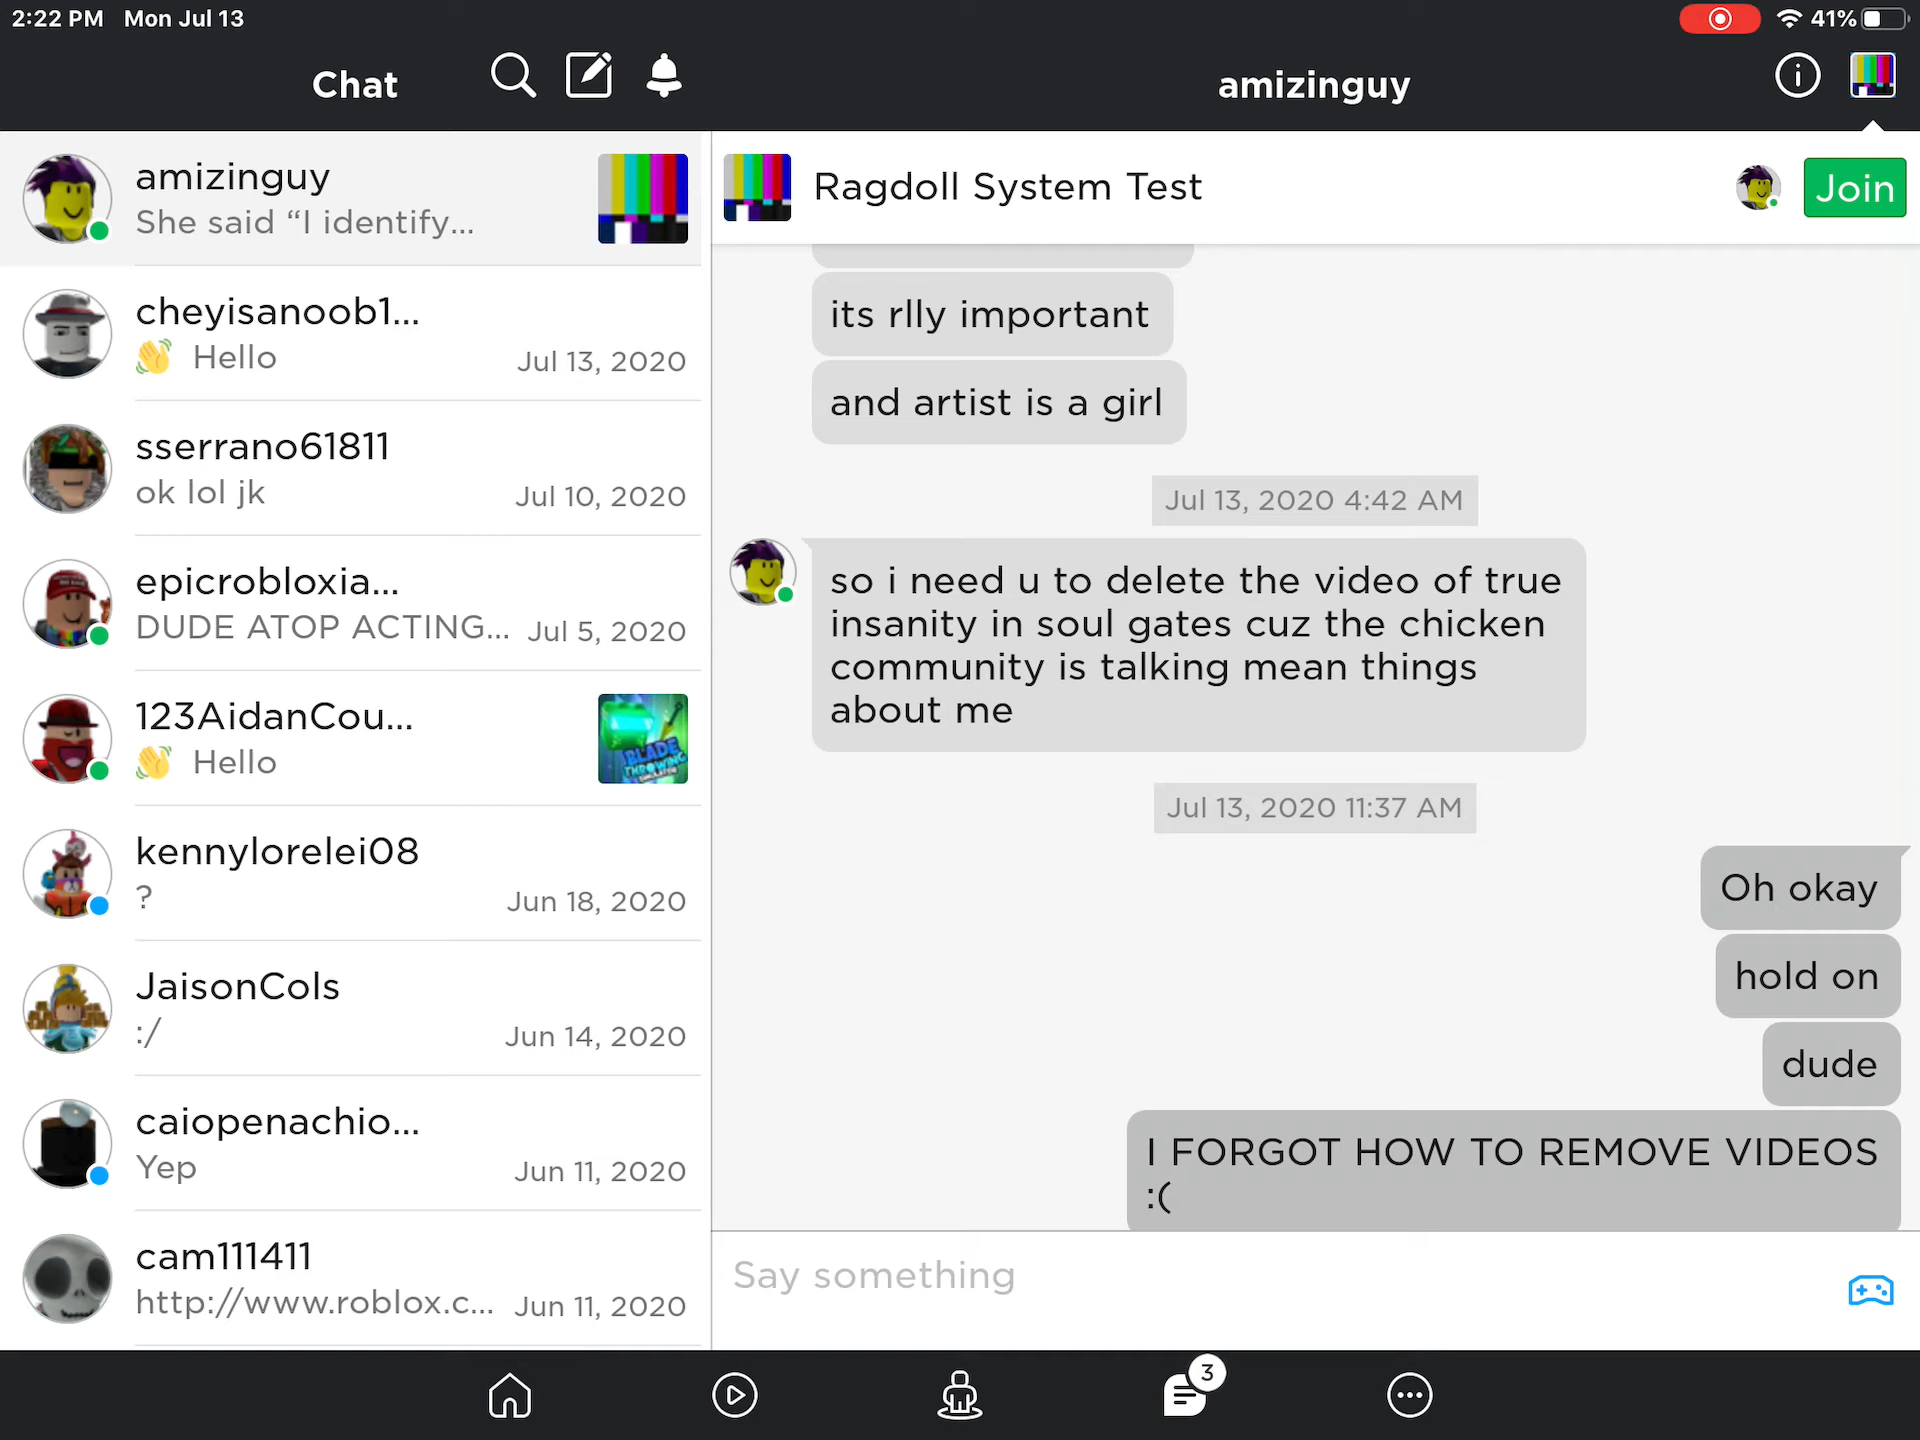 2:22 PM Mon Jul 13
41%
Chat
amizinguy
amizinguy
She said “I identify...
cheyisanoob1...
👋 Hello
Jul 13, 2020
sserrano61811
ok lol jk
Jul 10, 2020
epicrobloxia...
DUDE ATOP ACTING...
Jul 5, 2020
123AidanCou...
👋 Hello
BLADE
THROWING
SIMULATOR
kennylorelei08
?
Jun 18, 2020
JaisonCols
:/
Jun 14, 2020
caiopenachio...
Yep
Jun 11, 2020
cam111411
http://www.roblox.c...
Jun 11, 2020
Ragdoll System Test
Join
its rlly important
and artist is a girl
Jul 13, 2020 4:42 AM
so i need u to delete the video of true
insanity in soul gates cuz the chicken
community is talking mean things
about me
Jul 13, 2020 11:37 AM
Oh okay
hold on
dude
I FORGOT HOW TO REMOVE VIDEOS
:(
Say something
3